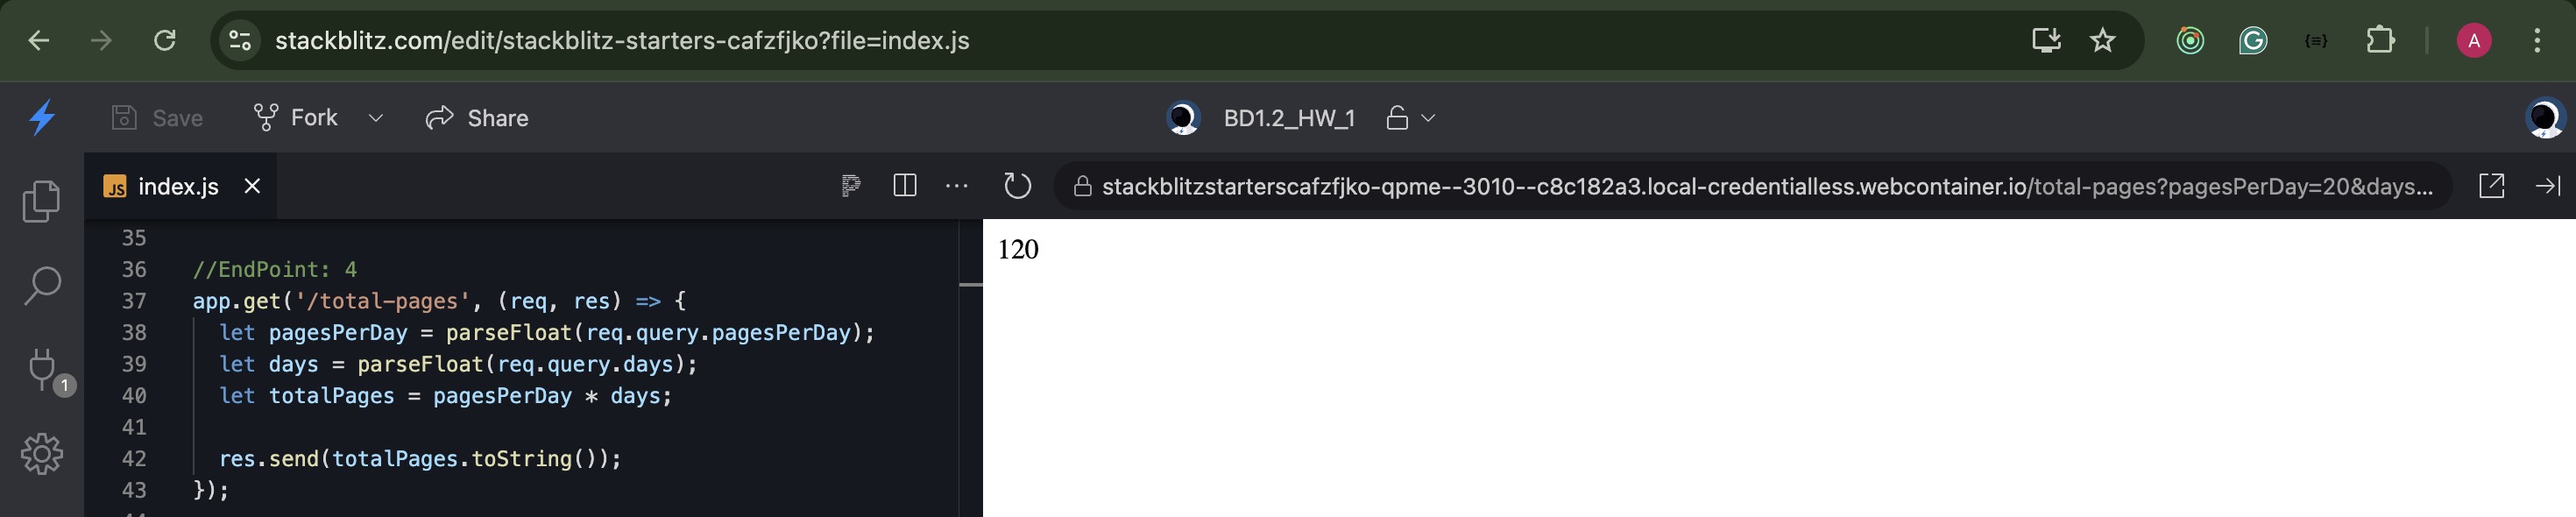 stackblitz.com/edit/stackblitz-starters-cafzfjko?file=index.js
A
Save
Fork
Share
BD1.2_HW_1
JS index.js
stackblitzstarterscafzfjko-qpme--3010--c8c182a3.local-credentialless.webcontainer.io/total-pages?pagesPerDay=20&days...
35
36 //EndPoint: 4
37 app.get('/total-pages', (req, res) => {
38 let pagesPerDay = parseFloat(req.query.pagesPerDay);
39 let days = parseFloat(req.query.days);
40 let totalPages = pagesPerDay * days;
41
42 res.send(totalPages.toString());
43 });
1
120